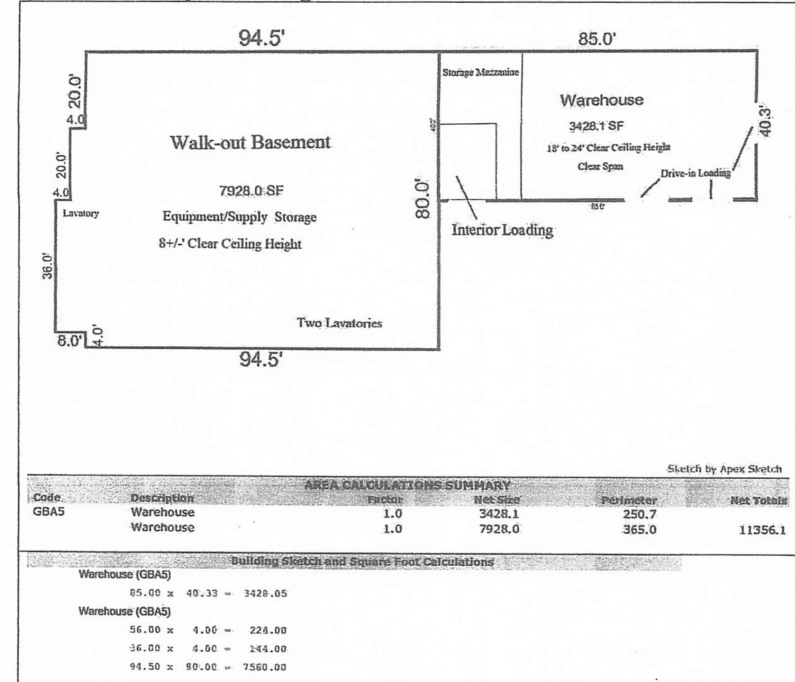 94.5'
85.0'
20.0'
4.0'
20.0'
4.0'
36.0'
8.0'
4.0'
94.5'
80.0'
40.3'
Storage Mezzanine
Warehouse
3428.1 SF
18' to 24' Clear Ceiling Height
Clear Span
Drive-in Loading
Interior Loading
Walk-out Basement
7928.0 SF
Equipment/Supply Storage
8+/-' Clear Ceiling Height
Lavatory
Two Lavatories
Sketch by Apex Sketch
AREA CALCULATIONS SUMMARY
Code Description Factor Net Size Perimeter Net Totals
GBA5 Warehouse 1.0 3428.1 250.7
Warehouse 1.0 7928.0 365.0 11356.1
Building Sketch and Square Foot Calculations
Warehouse (GBA5)
85.00 x 40.33 = 3428.05
Warehouse (GBA5)
56.00 x 4.00 = 224.00
36.00 x 4.00 = 144.00
94.50 x 80.00 = 7560.00